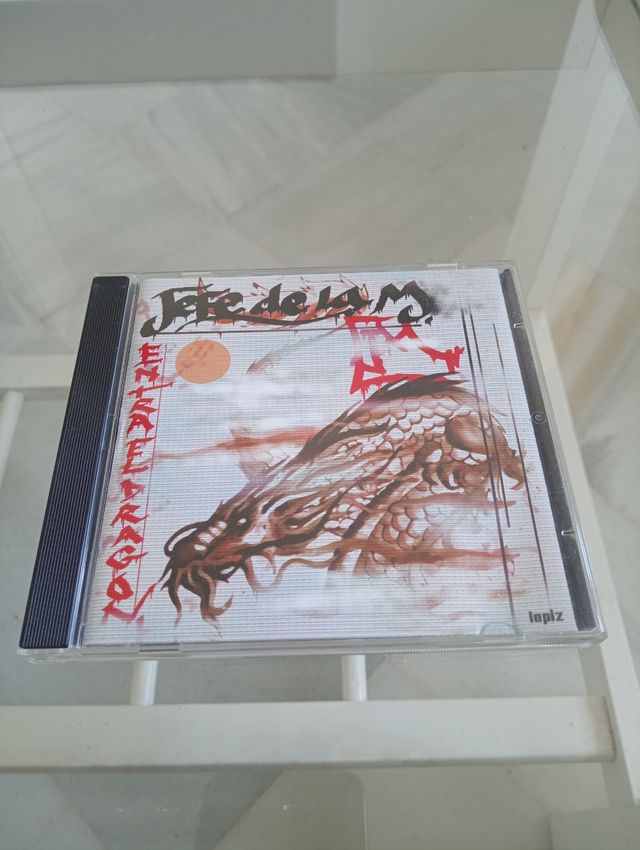 Jefe de la M.
ENTRA EL DRAGON
lapiz